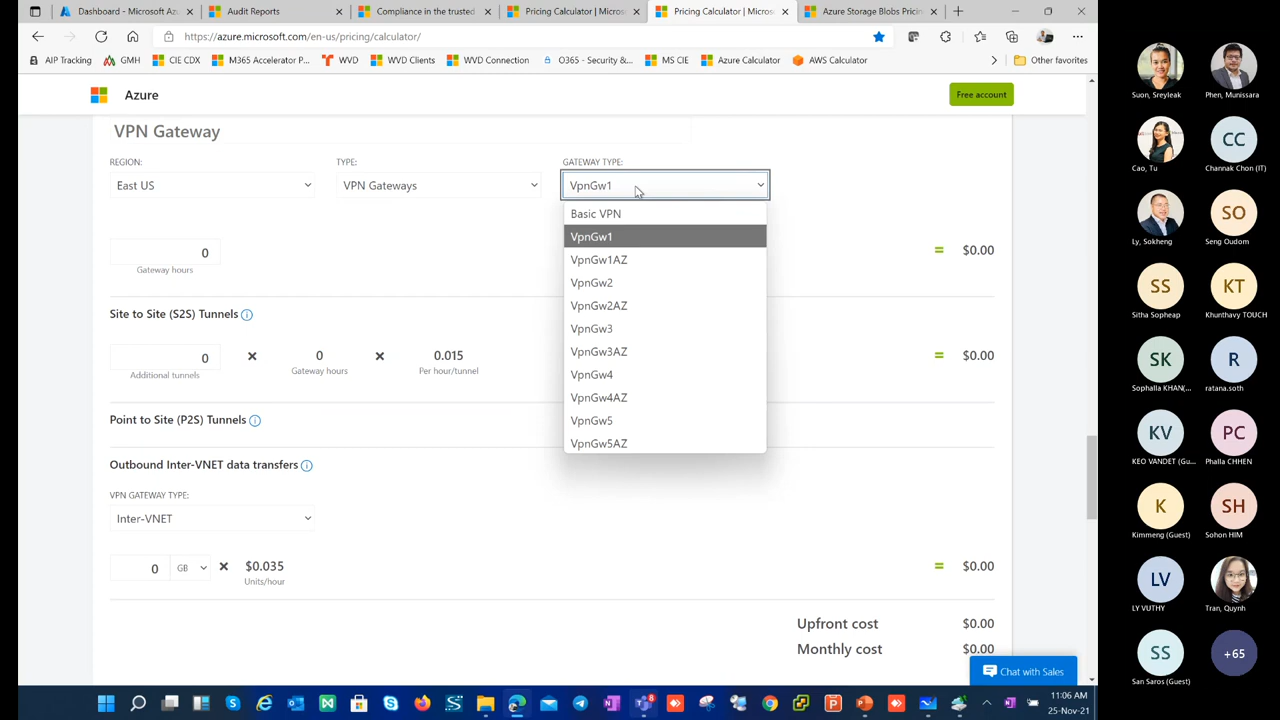 Dashboard - Microsoft Azu
Audit Reports
Compliance in the trusted
Pricing Calculator | Micros
Pricing Calculator | Micros
Azure Storage Blobs Prici
https://azure.microsoft.com/en-us/pricing/calculator/
AIP Tracking
GMH
CIE CDX
M365 Accelerator P...
WVD
WVD Clients
WVD Connection
O365 - Security &...
MS CIE
Azure Calculator
AWS Calculator
Other favorites
Azure
Free account
VPN Gateway
REGION:
TYPE:
GATEWAY TYPE:
East US
VPN Gateways
VpnGw1
Basic VPN
VpnGw1
VpnGw1AZ
VpnGw2
VpnGw2AZ
VpnGw3
VpnGw3AZ
VpnGw4
VpnGw4AZ
VpnGw5
VpnGw5AZ
0
= $0.00
Gateway hours
Site to Site (S2S) Tunnels
0 × 0 × 0.015
= $0.00
Additional tunnels
Gateway hours
Per hour/tunnel
Point to Site (P2S) Tunnels
Outbound Inter-VNET data transfers
VPN GATEWAY TYPE:
Inter-VNET
0 GB × $0.035
= $0.00
Units/hour
Upfront cost $0.00
Monthly cost $0.00
Chat with Sales
11:06 AM
25-Nov-21
Suon, Sreyleak
Phen, Munissara
CC
Cao, Tu
Channak Chon (IT)
SO
Ly, Sokheng
Seng Oudom
SS
KT
Sitha Sopheap
Khunthavy TOUCH
SK
R
Sophalla KHAN(...
ratana.soth
KV
PC
KEO VANDET (Gu...
Phalla CHHEN
K
SH
Kimmeng (Guest)
Sohon HIM
LV
LY VUTHY
Tran, Quynh
SS
+65
San Saros (Guest)